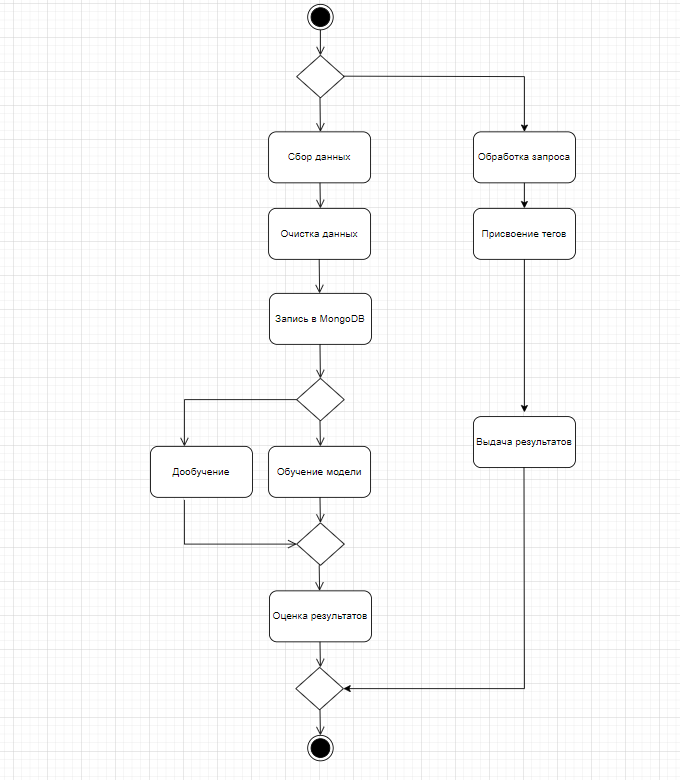 Сбор данных
Обработка запроса
Очистка данных
Присвоение тегов
Запись в MongoDB
Выдача результатов
Дообучение
Обучение модели
Оценка результатов